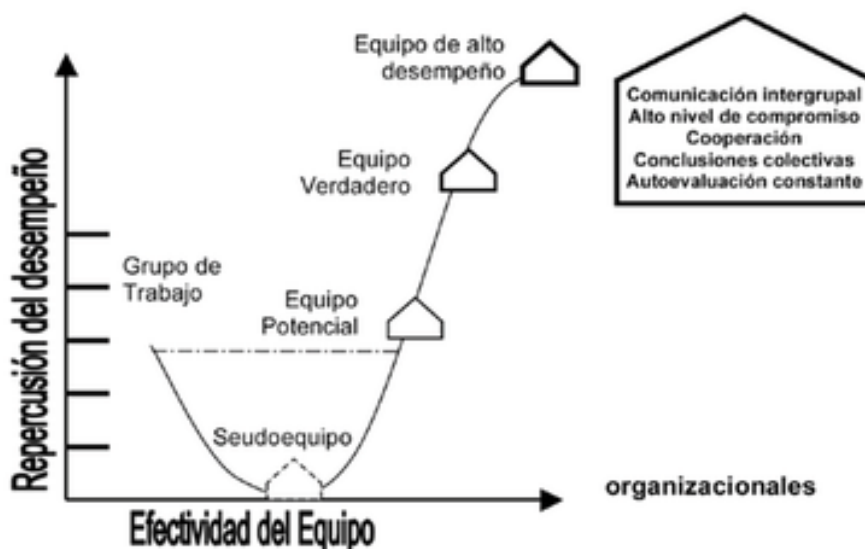 Equipo de alto
desempeño
Comunicación intergrupal
Alto nivel de compromiso
Cooperación
Conclusiones colectivas
Autoevaluación constante
Equipo
Verdadero
Grupo de
Trabajo
Equipo
Potencial
Seudoequipo
Repercusión del desempeño
organizacionales
Efectividad del Equipo